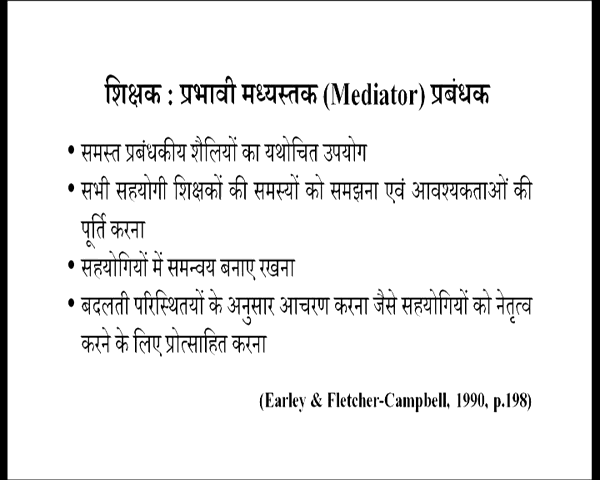 शिक्षक : प्रभावी मध्यस्तक (Mediator) प्रबंधक
• समस्त प्रबंधकीय शैलियों का यथोचित उपयोग
• सभी सहयोगी शिक्षकों की समस्यों को समझना एवं आवश्यकताओं की
पूर्ति करना
• सहयोगियों में समन्वय बनाए रखना
• बदलती परिस्थितयों के अनुसार आचरण करना जैसे सहयोगियों को नेतृत्व
करने के लिए प्रोत्साहित करना
(Earley & Fletcher-Campbell, 1990, p.198)